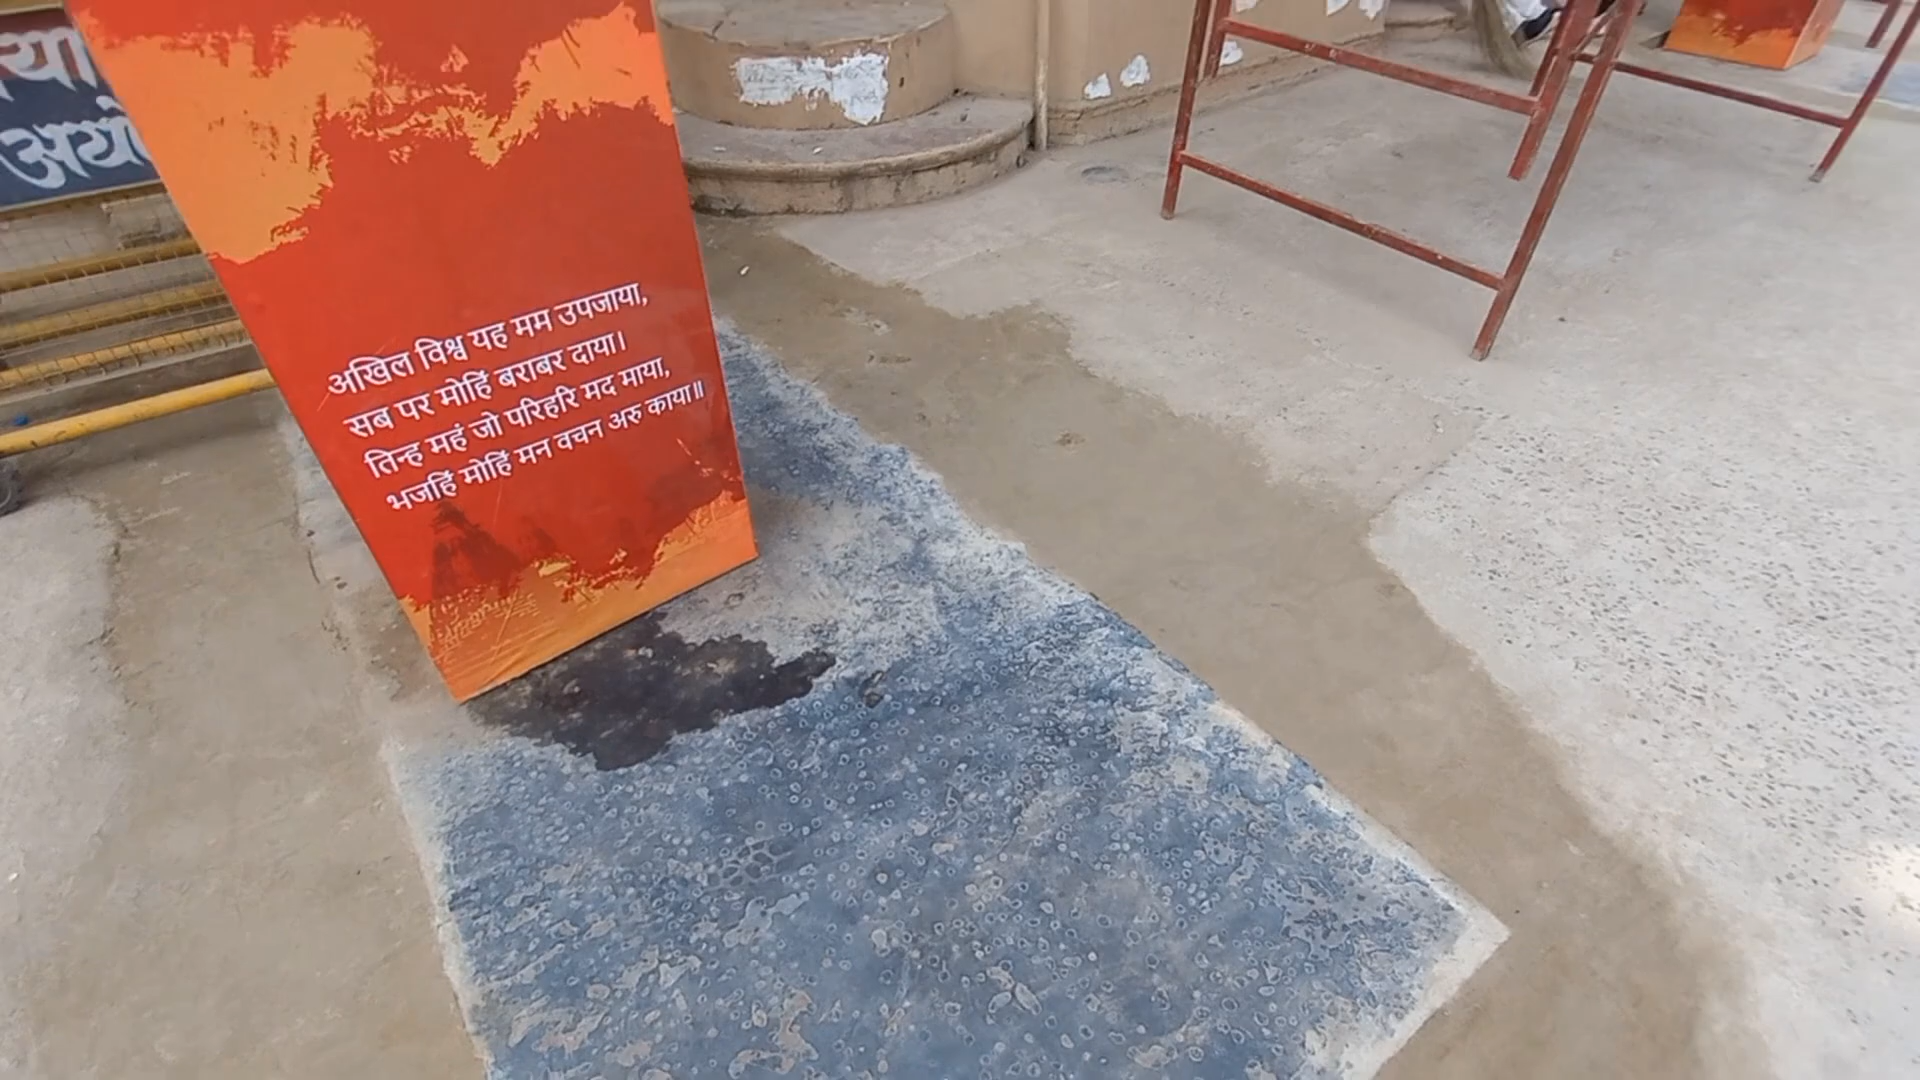 अखिल विश्व यह मम उपजाया,
सब पर मोहिं बराबर दाया।
तिन्ह महं जो परिहरि मद माया,
भजहिं मोहिं मन वचन अरु काया॥